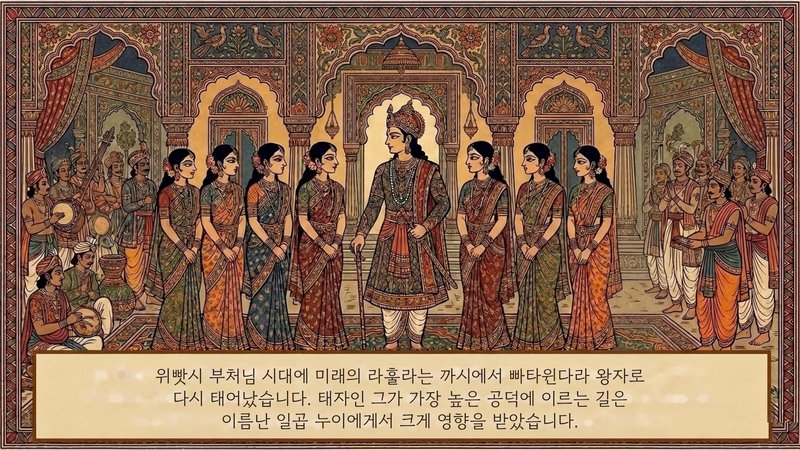 위빳시 부처님 시대에 미래의 라훌라는 까시에서 빠타윈다라 왕자로
다시 태어났습니다. 태자인 그가 가장 높은 공덕에 이르는 길은
이름난 일곱 누이에게서 크게 영향을 받았습니다.